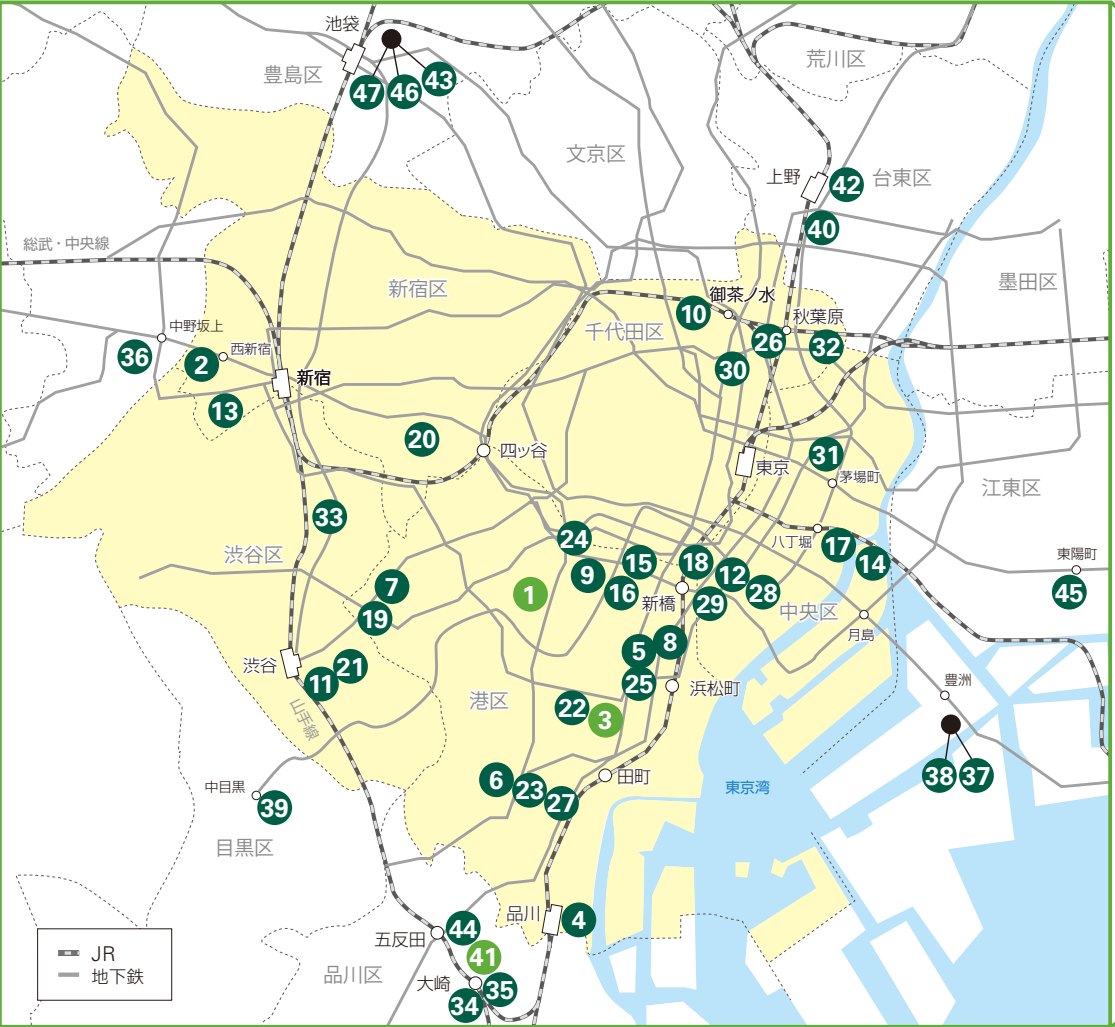 池袋
荒川区
豊島区
47
46
43
文京区
上野
42
台東区
40
総武・中央線
新宿区
墨田区
御茶ノ水
10
千代田区
秋葉原
中野坂上
26
32
36
2
西新宿
30
新宿
13
20
四ッ谷
31
東京
茅場町
江東区
33
24
八丁堀
17
14
渋谷区
15
18
東陽町
7
9
16
12
28
45
1
新橋
29
中央区
19
月島
5
8
渋谷
21
11
25
浜松町
豊洲
港区
22
3
山手線
6
23
田町
38
37
中目黒
39
27
東京湾
目黒区
品川
4
44
五反田
41
JR
地下鉄
品川区
大崎
35
34